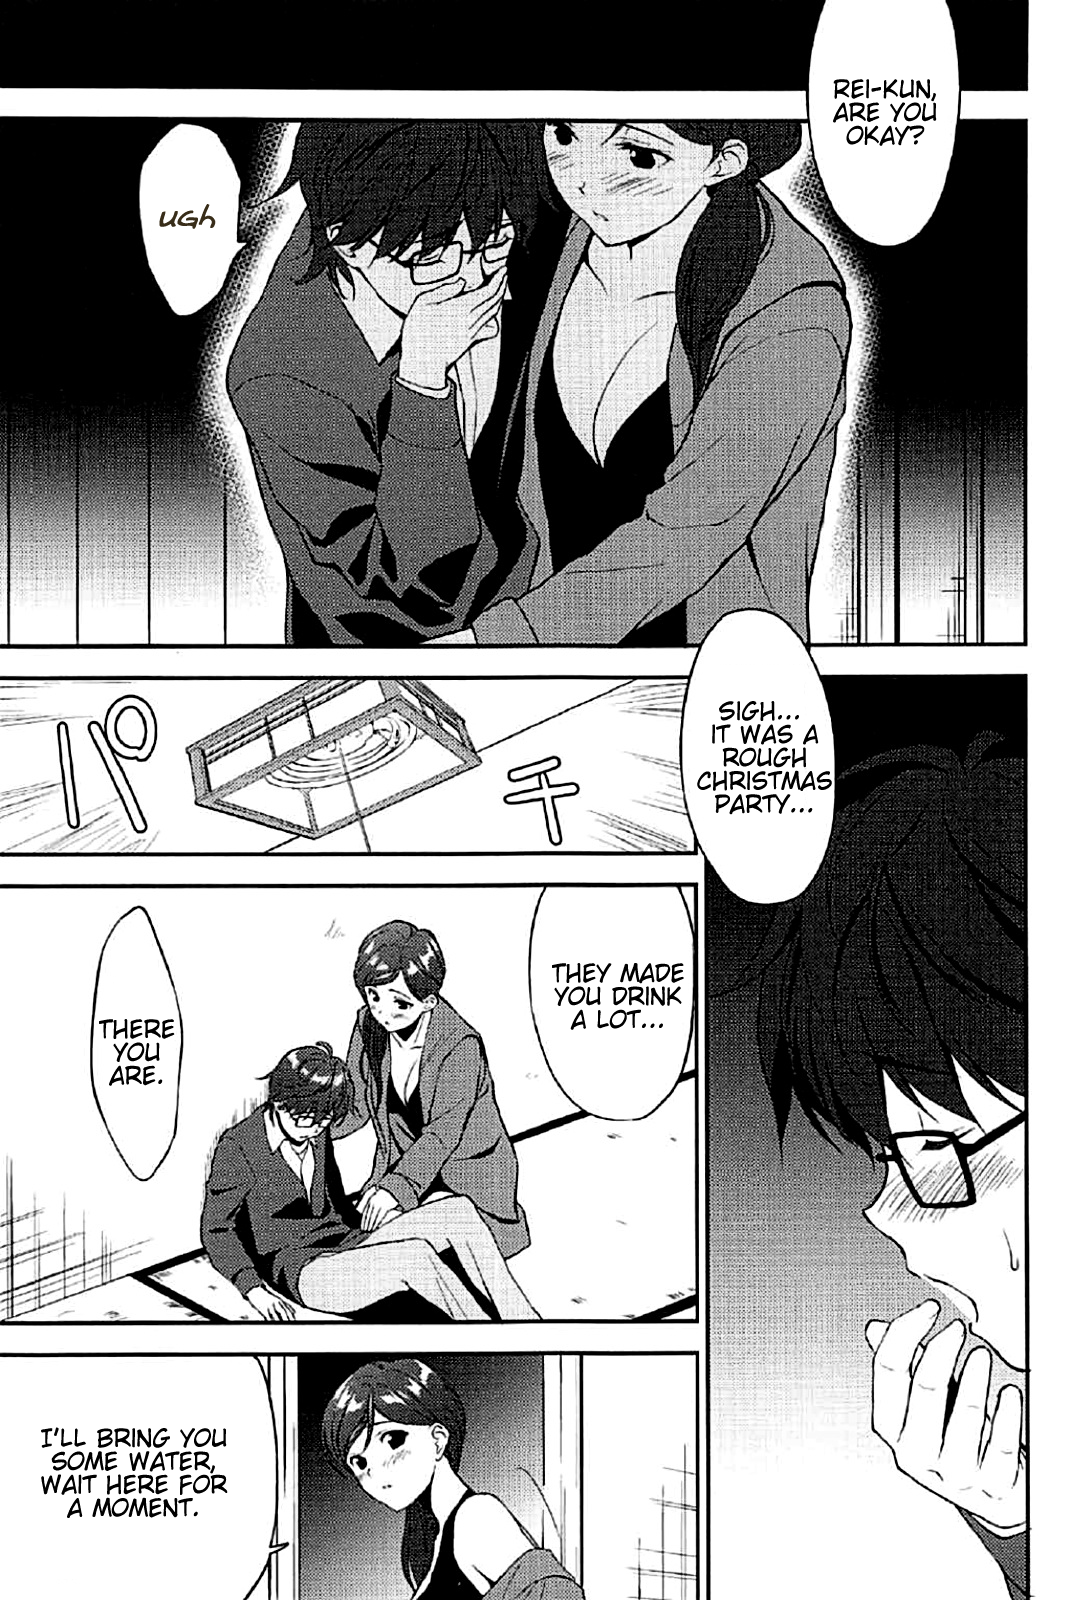 REI-KUN,
ARE YOU
OKAY?
UGH
SIGH...
IT WAS A
ROUGH
CHRISTMAS
PARTY...
パチ
THEY MADE
YOU DRINK
A LOT...
THERE
YOU
ARE.
I'LL BRING YOU
SOME WATER,
WAIT HERE FOR
A MOMENT.